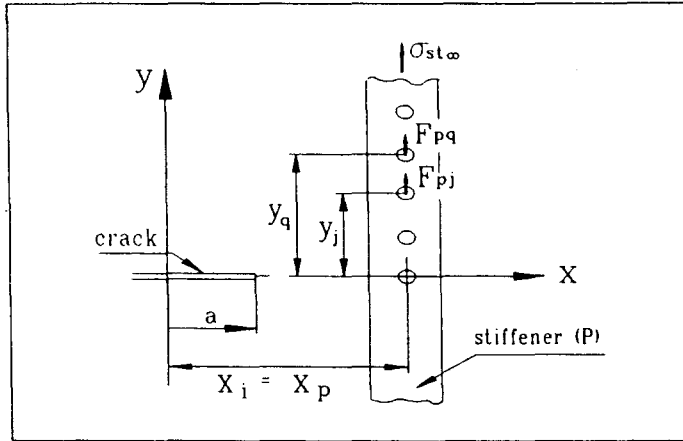 σst∞
y
Fpq
Fpj
yq
yj
crack
x
a
stiffener (P)
Xi = Xp